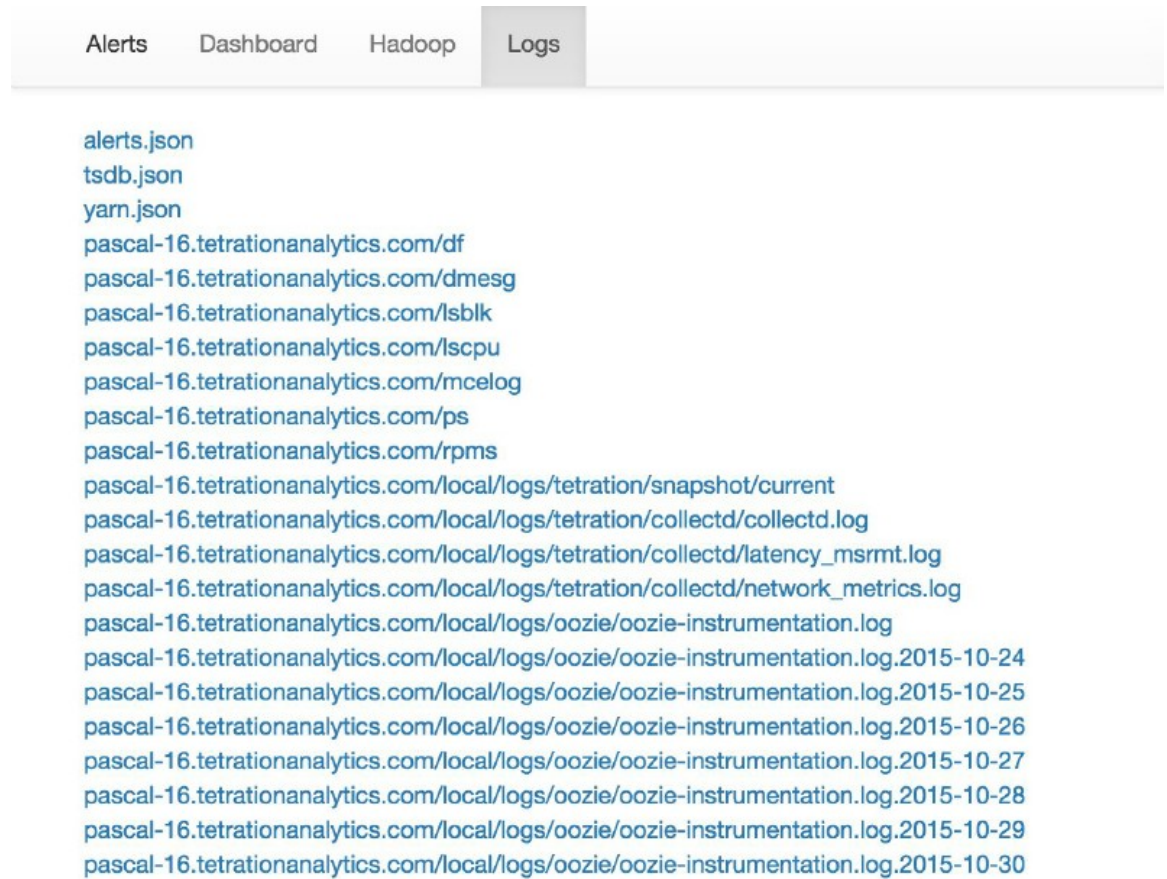 Alerts Dashboard Hadoop Logs
alerts.json
tsdb.json
yarn.json
pascal-16.tetrationanalytics.com/df
pascal-16.tetrationanalytics.com/dmesg
pascal-16.tetrationanalytics.com/lsblk
pascal-16.tetrationanalytics.com/lscpu
pascal-16.tetrationanalytics.com/mcelog
pascal-16.tetrationanalytics.com/ps
pascal-16.tetrationanalytics.com/rpms
pascal-16.tetrationanalytics.com/local/logs/tetration/snapshot/current
pascal-16.tetrationanalytics.com/local/logs/tetration/collectd/collectd.log
pascal-16.tetrationanalytics.com/local/logs/tetration/collectd/latency_msrmt.log
pascal-16.tetrationanalytics.com/local/logs/tetration/collectd/network_metrics.log
pascal-16.tetrationanalytics.com/local/logs/oozie/oozie-instrumentation.log
pascal-16.tetrationanalytics.com/local/logs/oozie/oozie-instrumentation.log.2015-10-24
pascal-16.tetrationanalytics.com/local/logs/oozie/oozie-instrumentation.log.2015-10-25
pascal-16.tetrationanalytics.com/local/logs/oozie/oozie-instrumentation.log.2015-10-26
pascal-16.tetrationanalytics.com/local/logs/oozie/oozie-instrumentation.log.2015-10-27
pascal-16.tetrationanalytics.com/local/logs/oozie/oozie-instrumentation.log.2015-10-28
pascal-16.tetrationanalytics.com/local/logs/oozie/oozie-instrumentation.log.2015-10-29
pascal-16.tetrationanalytics.com/local/logs/oozie/oozie-instrumentation.log.2015-10-30